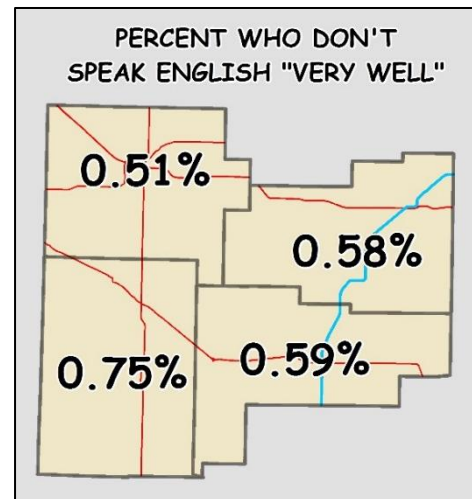 PERCENT WHO DON'T
SPEAK ENGLISH "VERY WELL"
0.51%
0.58%
0.75%
0.59%